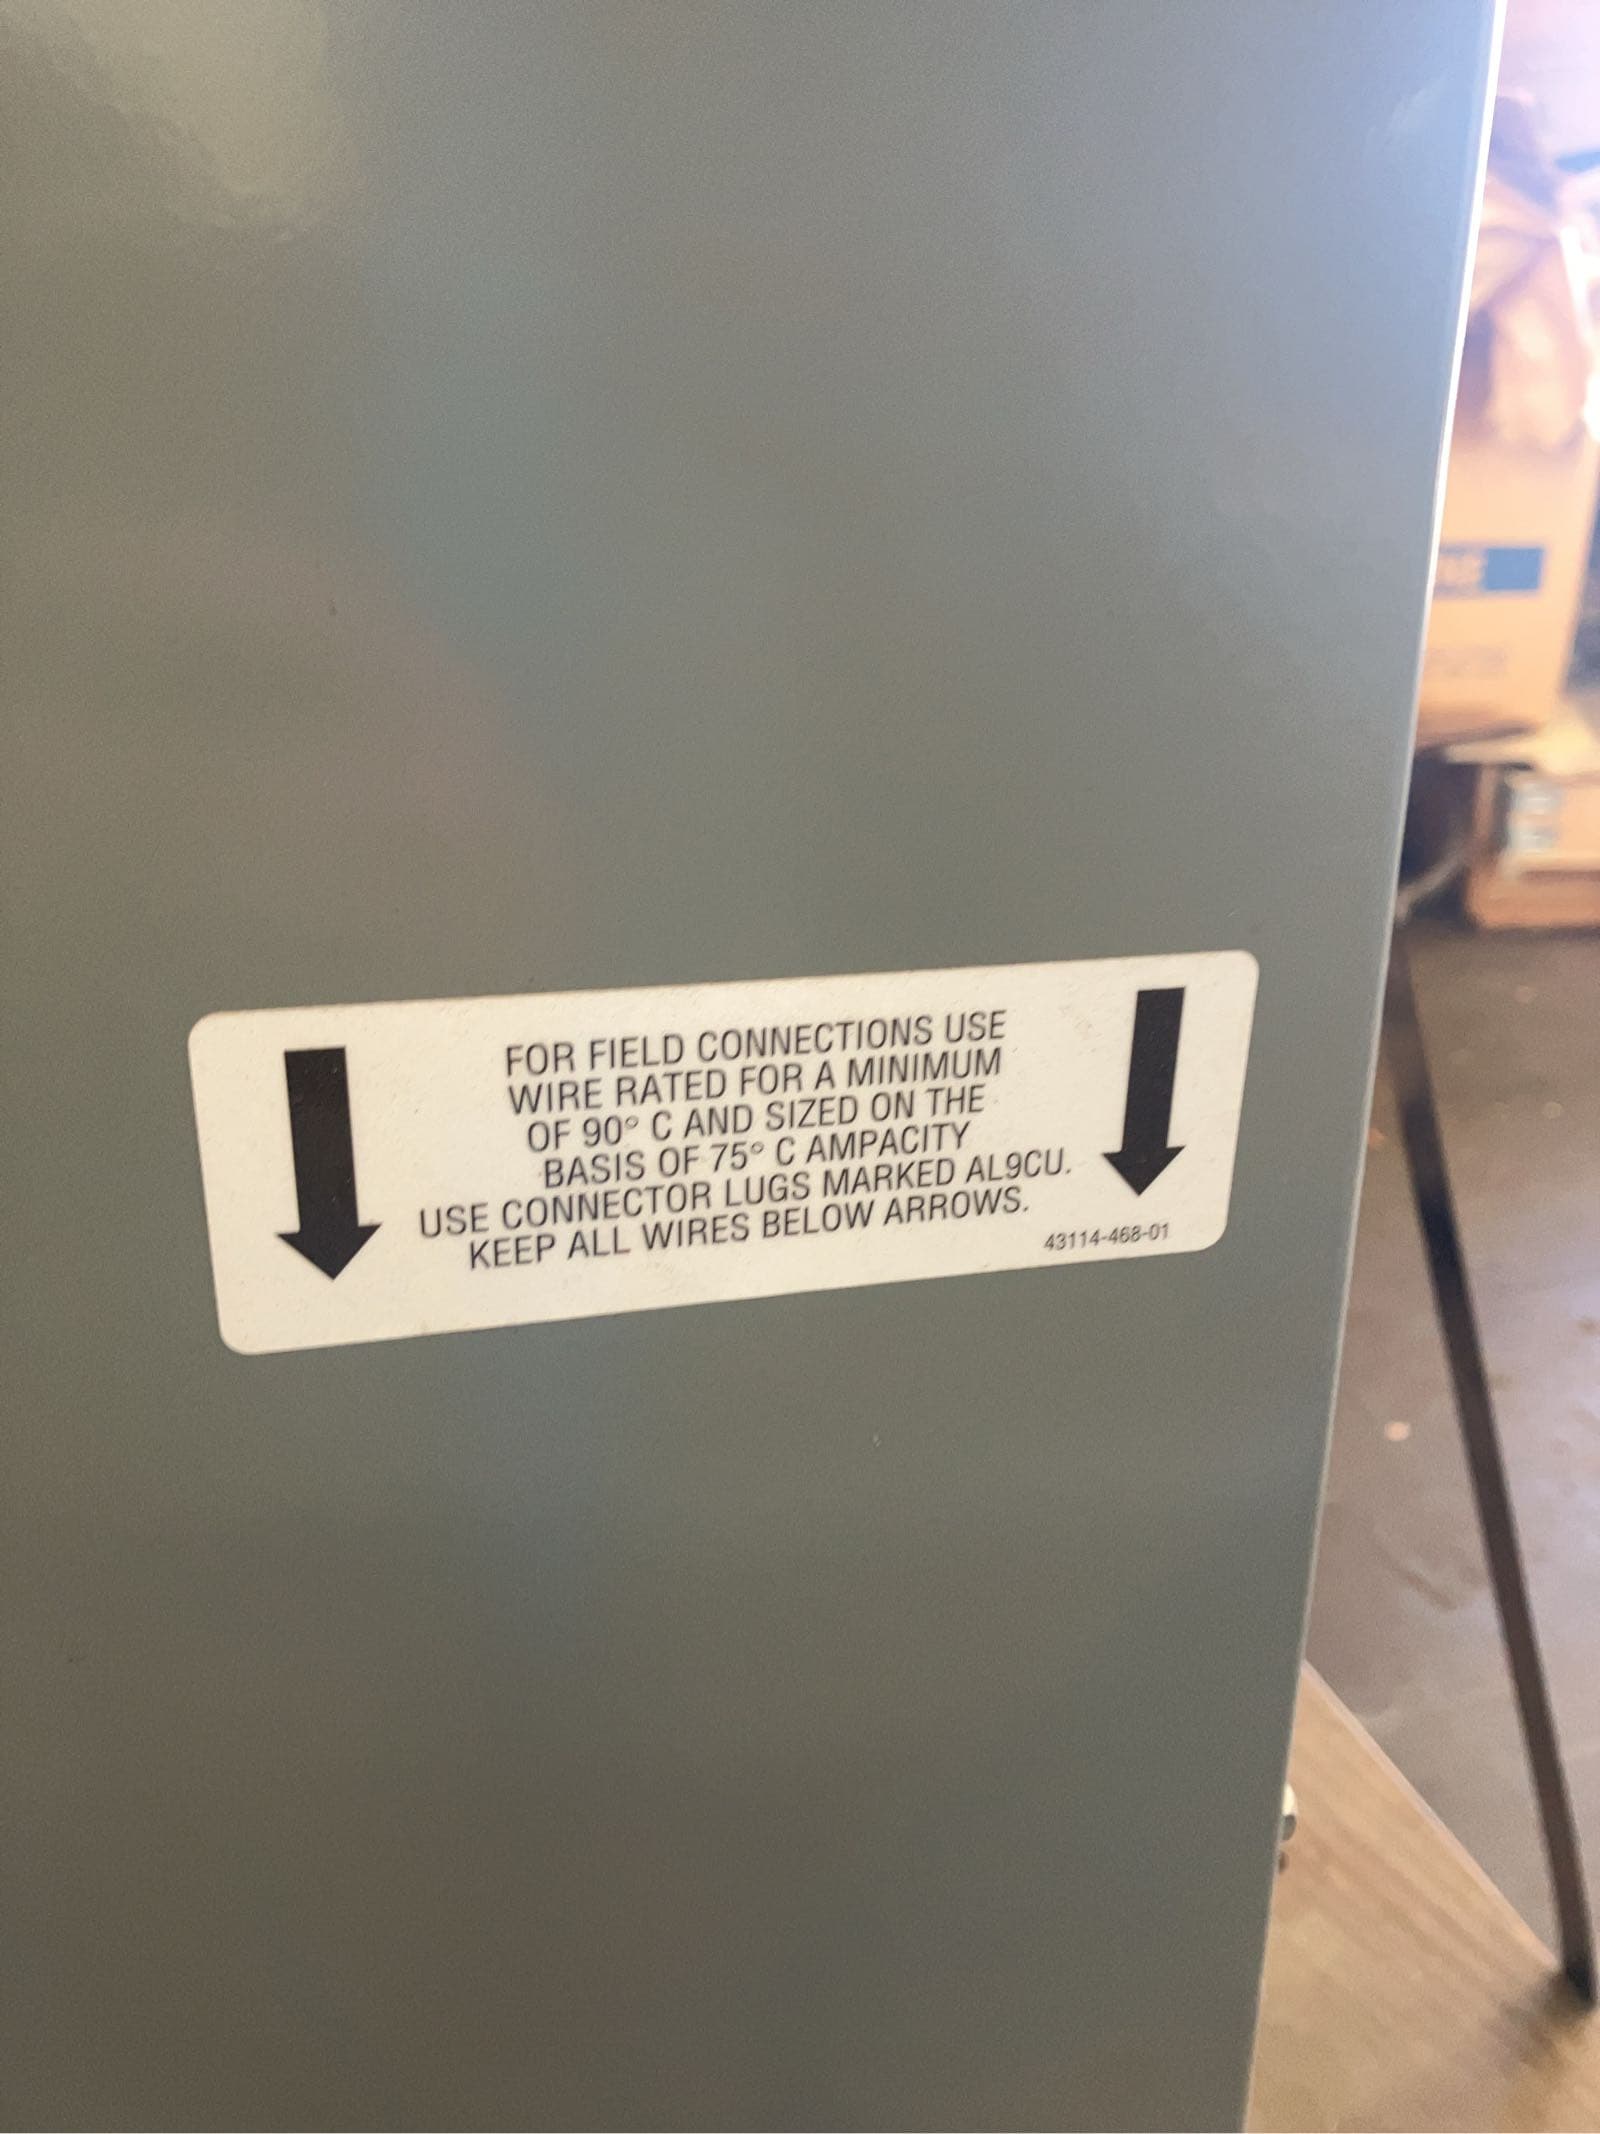 FOR FIELD CONNECTIONS USE
WIRE RATED FOR A MINIMUM
OF 90° C AND SIZED ON THE
BASIS OF 75° C AMPACITY
USE CONNECTOR LUGS MARKED AL9CU.
KEEP ALL WIRES BELOW ARROWS.
43114-468-01